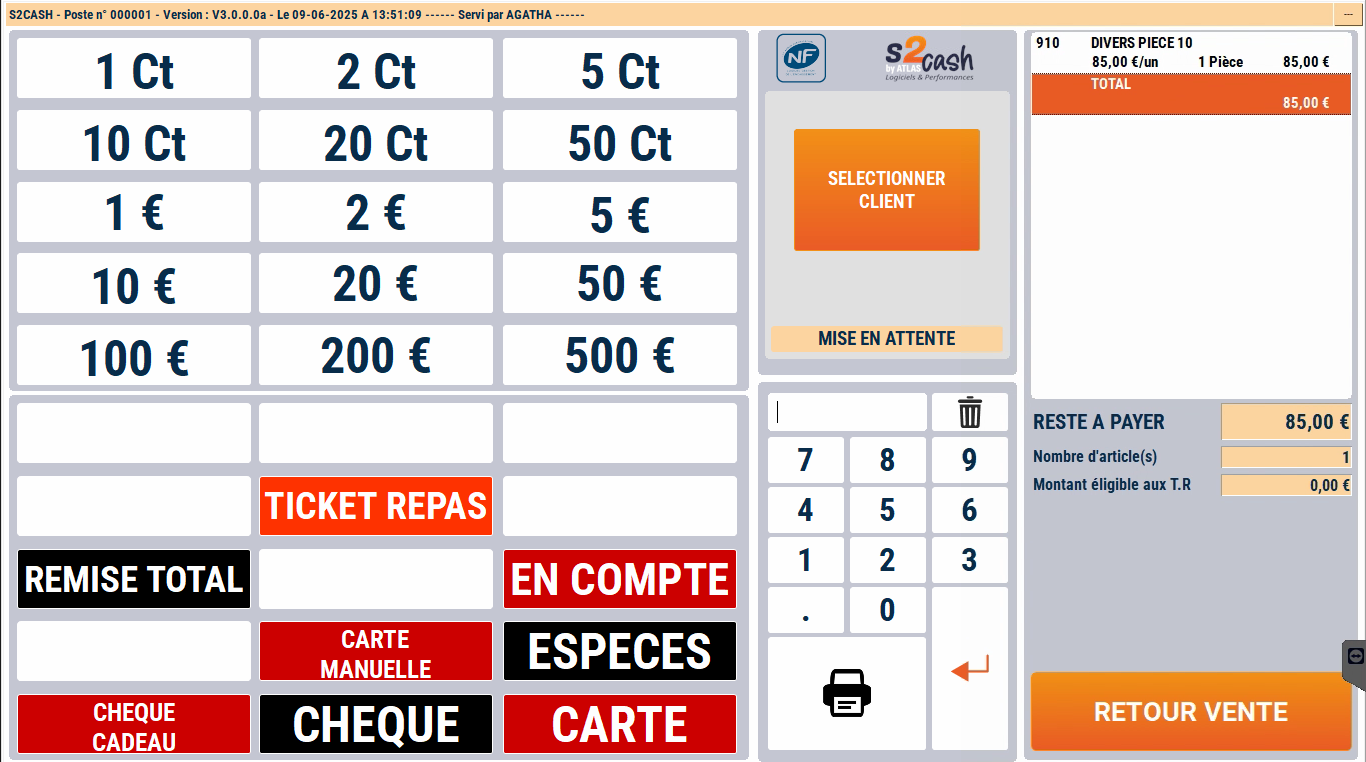 S2CASH - Poste n° 000001 - Version : V3.0.0.0a - Le 09-06-2025 A 13:51:09 ------ Servi par AGATHA ------
---
1 Ct 2 Ct 5 Ct
10 Ct 20 Ct 50 Ct
1 € 2 € 5 €
10 € 20 € 50 €
100 € 200 € 500 €
TICKET REPAS
REMISE TOTAL EN COMPTE
CARTE
MANUELLE
ESPECES
CHEQUE
CADEAU
CHEQUE CARTE
NF
S2cash
by ATLAS
Logiciels & Performances
SELECTIONNER
CLIENT
MISE EN ATTENTE
7 8 9
4 5 6
1 2 3
. 0
910 DIVERS PIECE 10
85,00 €/un 1 Pièce 85,00 €
TOTAL
85,00 €
RESTE A PAYER 85,00 €
Nombre d'article(s) 1
Montant éligible aux T.R 0,00 €
RETOUR VENTE